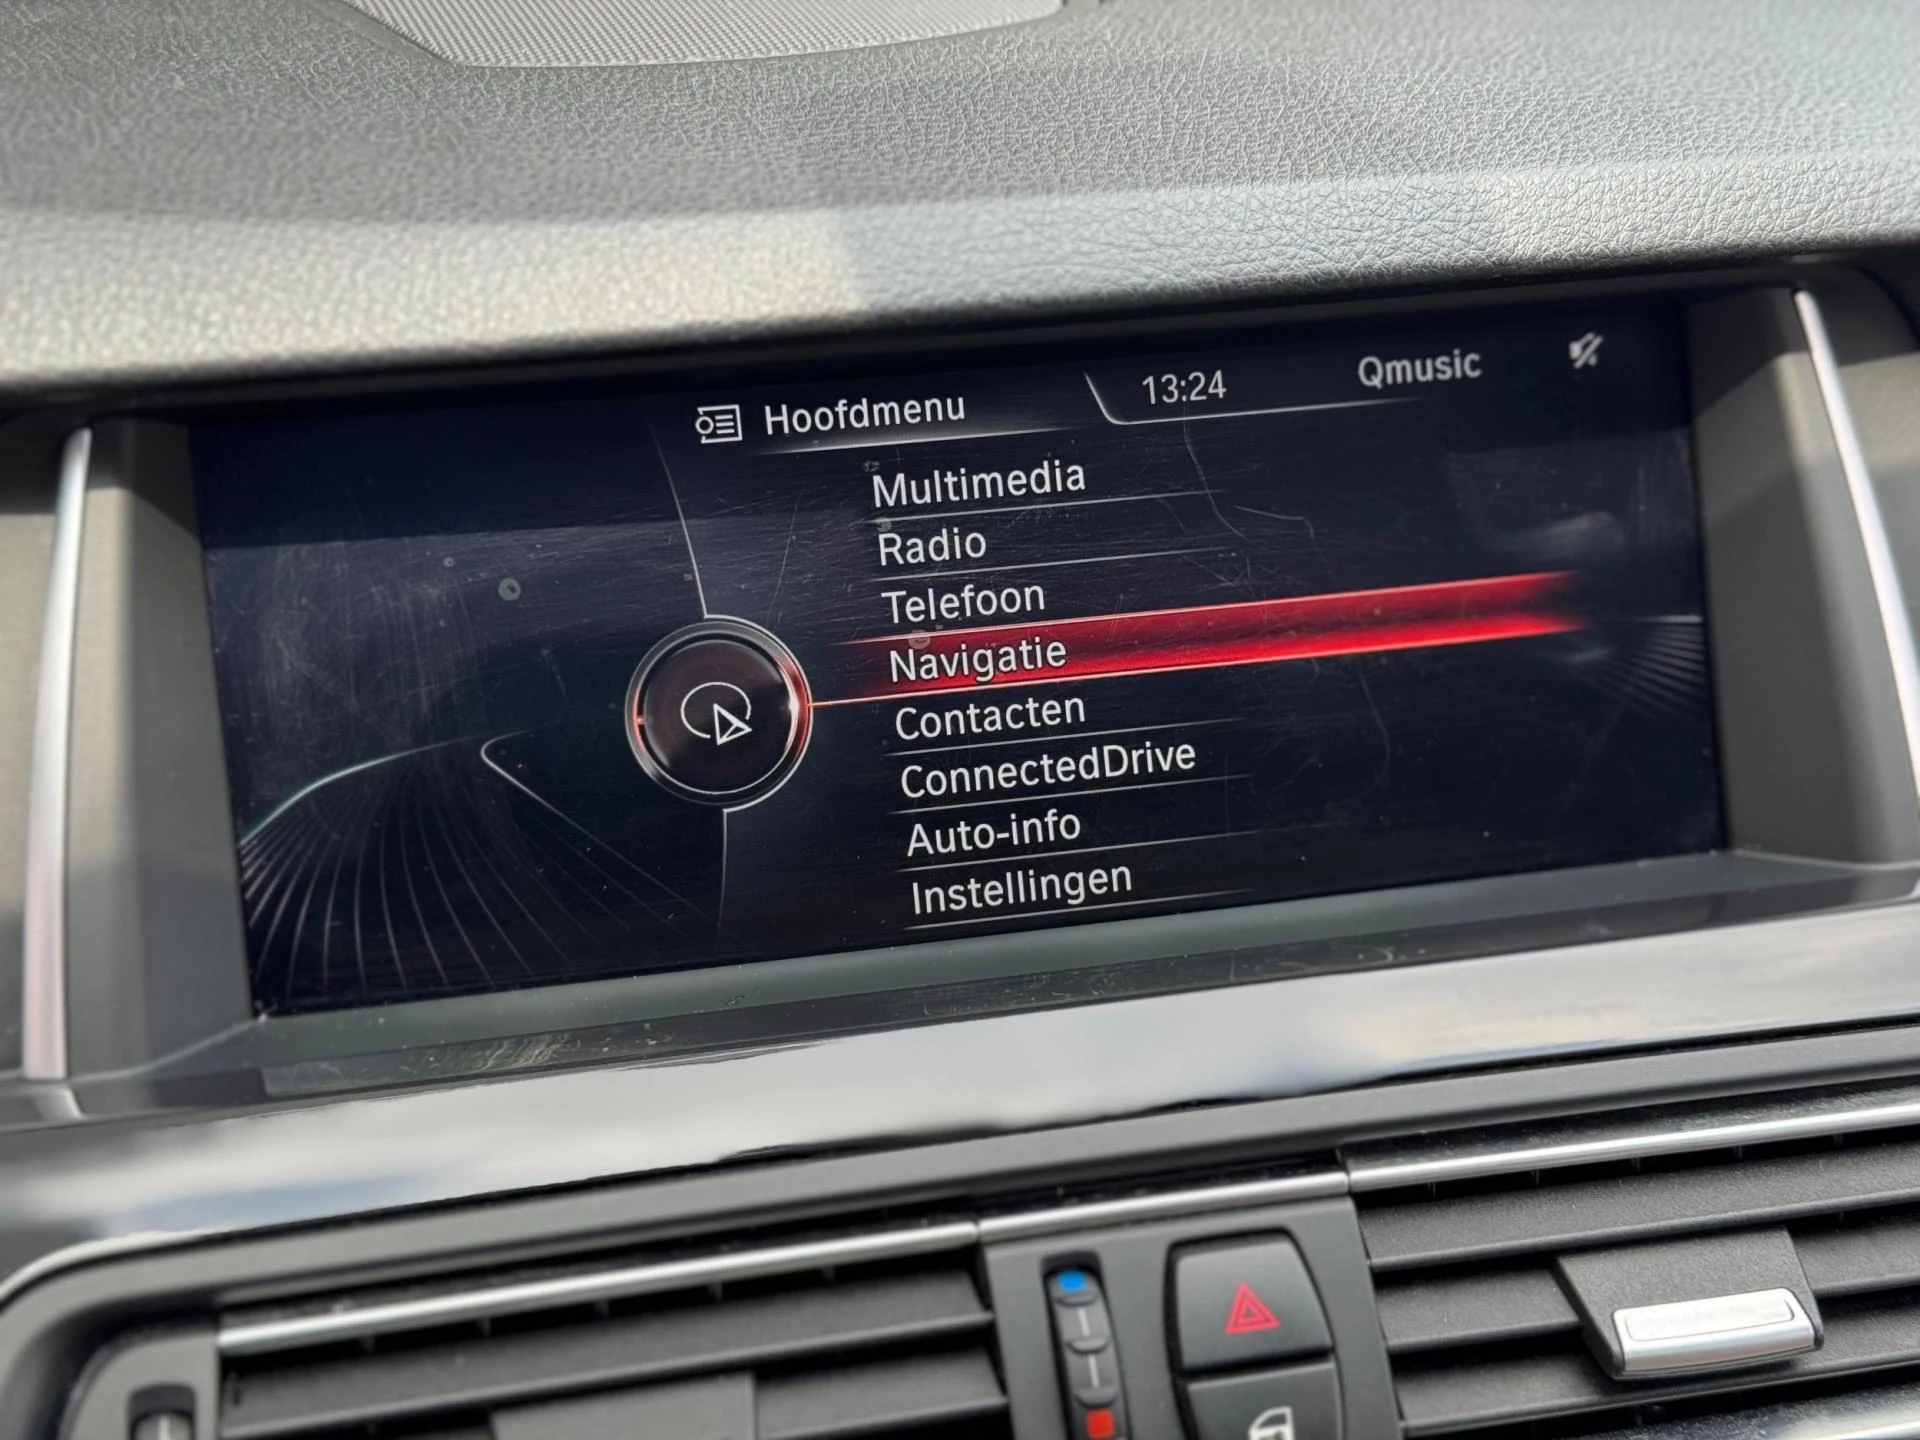 Hoofdmenu 13:24 Qmusic
Multimedia
Radio
Telefoon
Navigatie
Contacten
ConnectedDrive
Auto-info
Instellingen